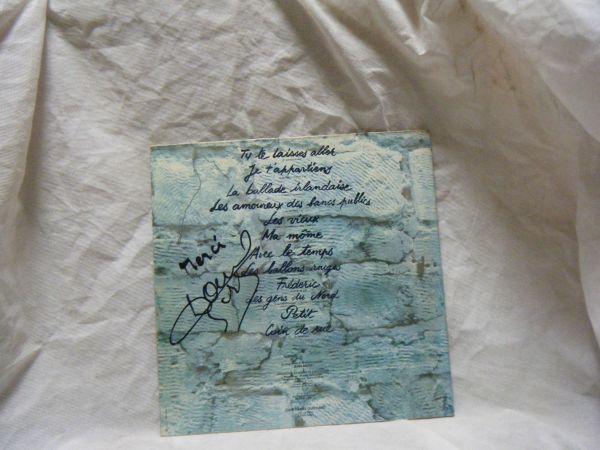 Tu te laisses aller
Je t'appartiens
La ballade irlandaise
Les amoureux des bancs publics
Les vieux
Ma môme
Avec le temps
Les ballons rouges
Frédéric
Les gens du Nord
Petit
Coin de rue
Merci